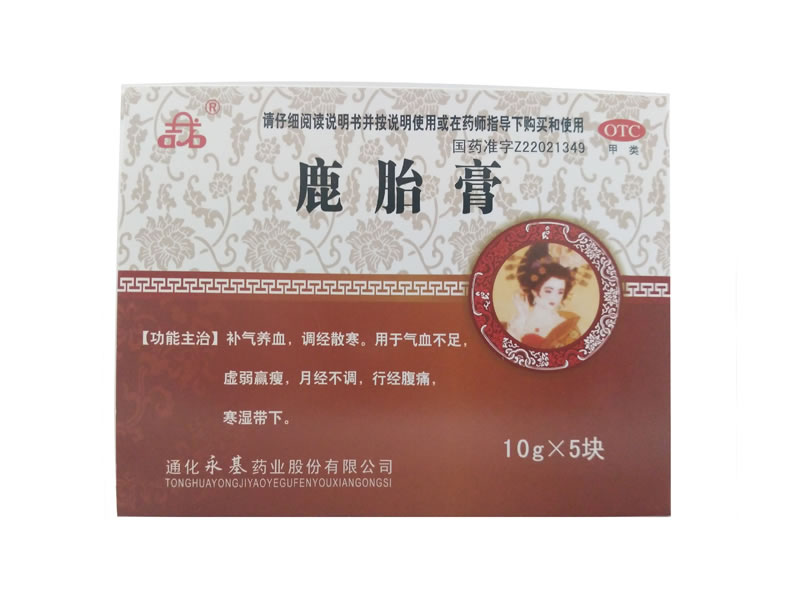 ®
请仔细阅读说明书并按说明使用或在药师指导下购买和使用
OTC
甲类
国药准字Z22021349
鹿胎膏
【功能主治】补气养血，调经散寒。用于气血不足，
虚弱赢瘦，月经不调，行经腹痛，
寒湿带下。
10g×5块
通化永基药业股份有限公司
TONGHUAYONGJIYAOYEGUFENYOUXIANGONGSI